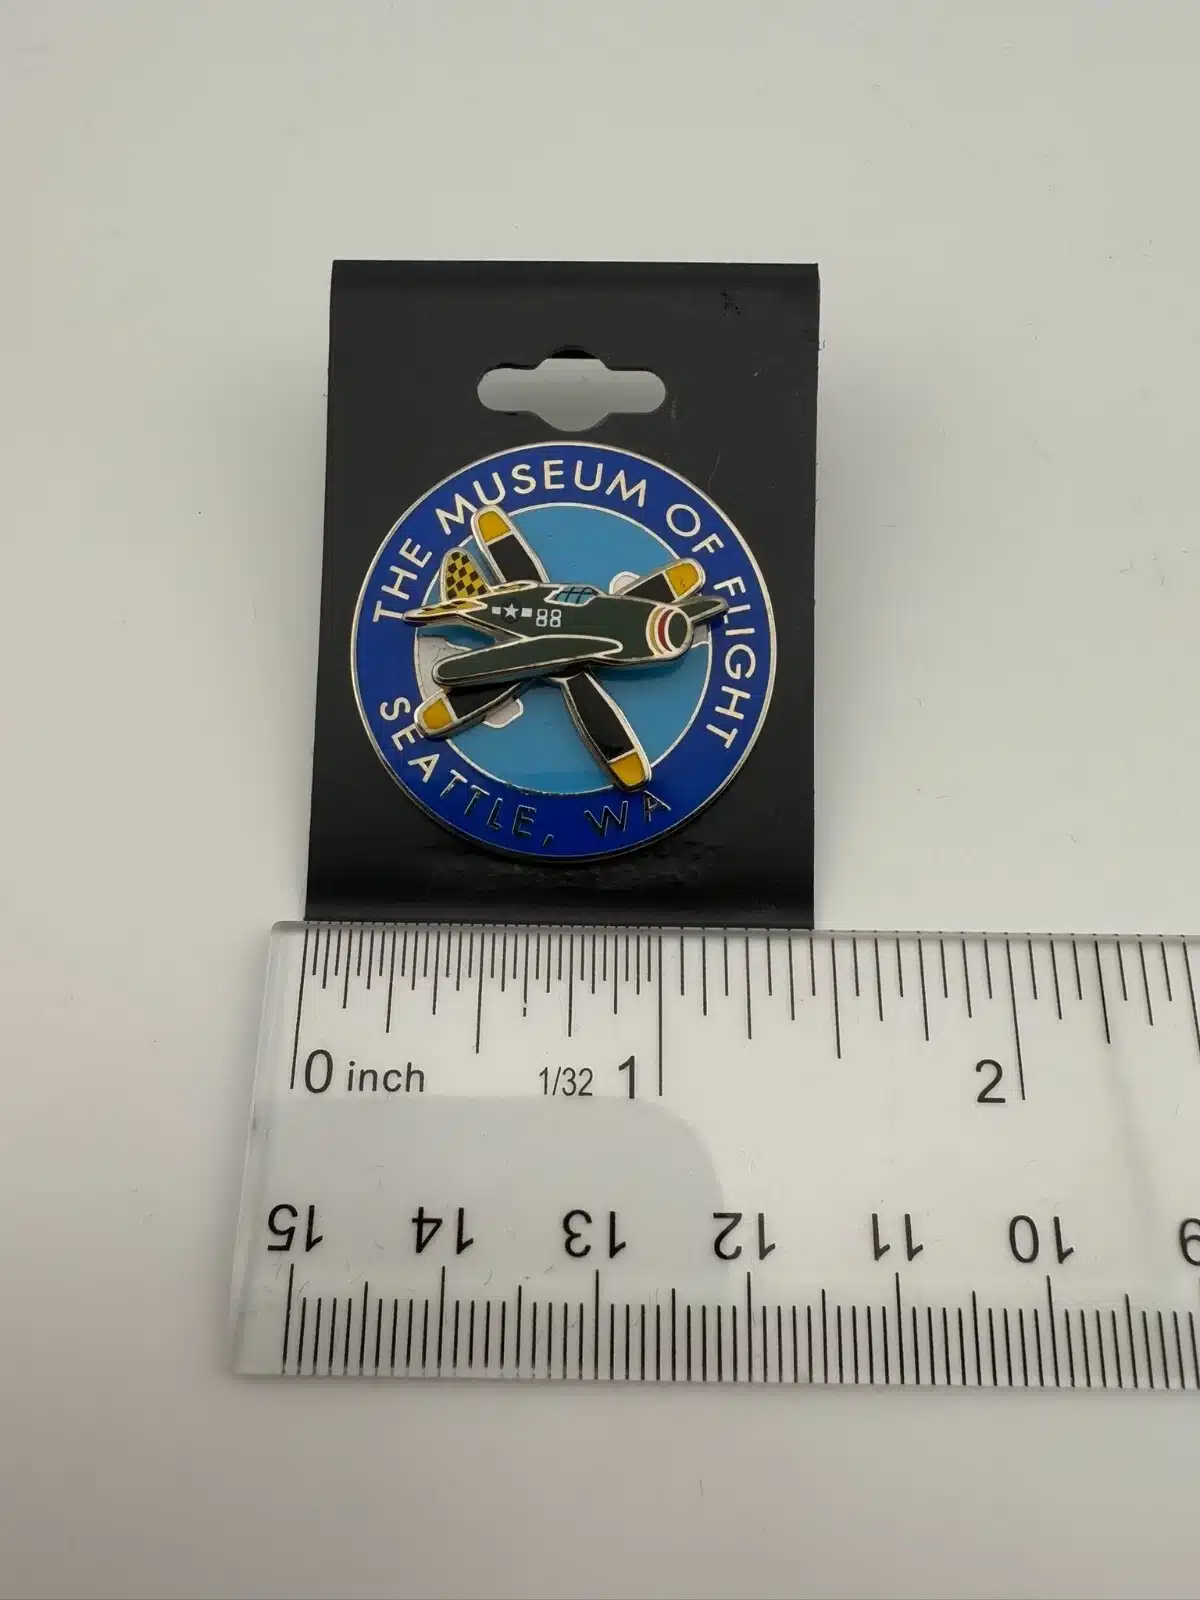 THE MUSEUM OF FLIGHT
88
SEATTLE, WA
0 inch 1/32 1 2
15 14 13 12 11 10 9